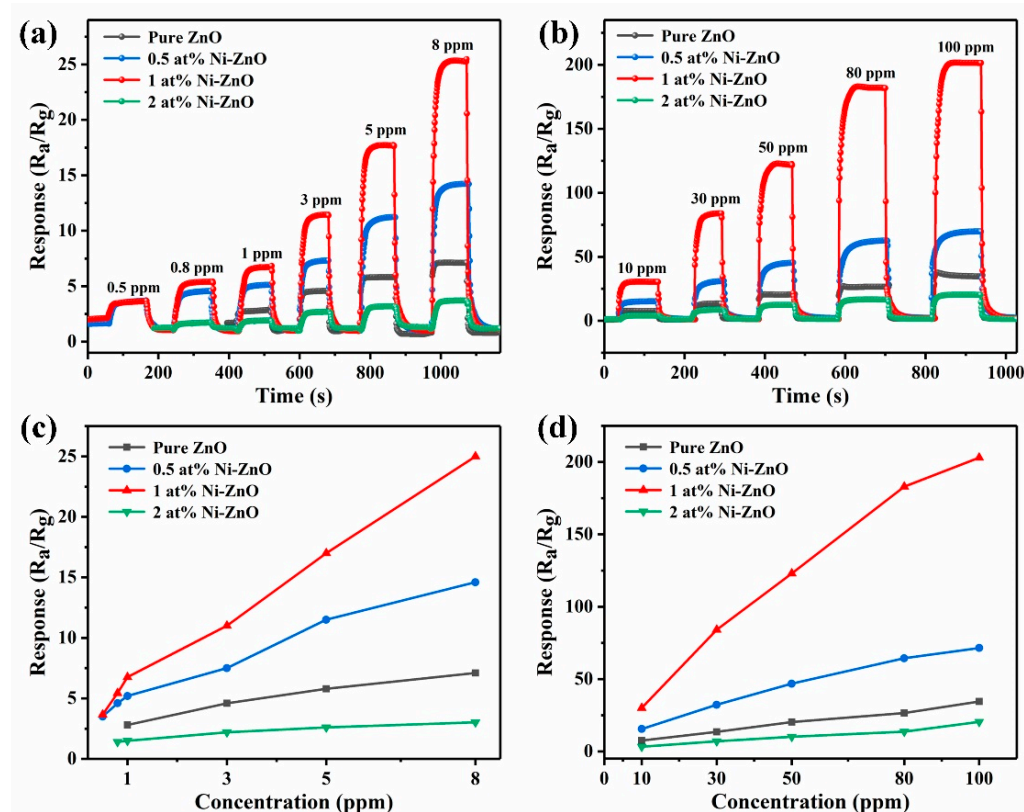 (a)
Pure ZnO
0.5 at% Ni-ZnO
1 at% Ni-ZnO
2 at% Ni-ZnO
0.5 ppm
0.8 ppm
1 ppm
3 ppm
5 ppm
8 ppm
25
20
15
10
5
0
Response (Ra/Rg)
0 200 400 600 800 1000
Time (s)
(b)
Pure ZnO
0.5 at% Ni-ZnO
1 at% Ni-ZnO
2 at% Ni-ZnO
10 ppm
30 ppm
50 ppm
80 ppm
100 ppm
200
150
100
50
0
Response (Ra/Rg)
0 200 400 600 800 1000
Time (s)
(c)
Pure ZnO
0.5 at% Ni-ZnO
1 at% Ni-ZnO
2 at% Ni-ZnO
25
20
15
10
5
0
Response (Ra/Rg)
1 3 5 8
Concentration (ppm)
(d)
Pure ZnO
0.5 at% Ni-ZnO
1 at% Ni-ZnO
2 at% Ni-ZnO
200
150
100
50
0
Response (Ra/Rg)
0 10 30 50 80 100
Concentration (ppm)